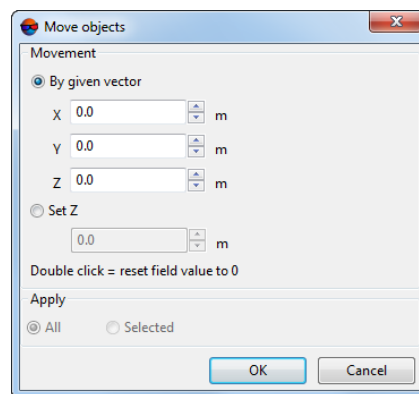 Move objects
Movement
By given vector
X 0.0 m
Y 0.0 m
Z 0.0 m
Set Z
0.0 m
Double click = reset field value to 0
Apply
All Selected
OK Cancel